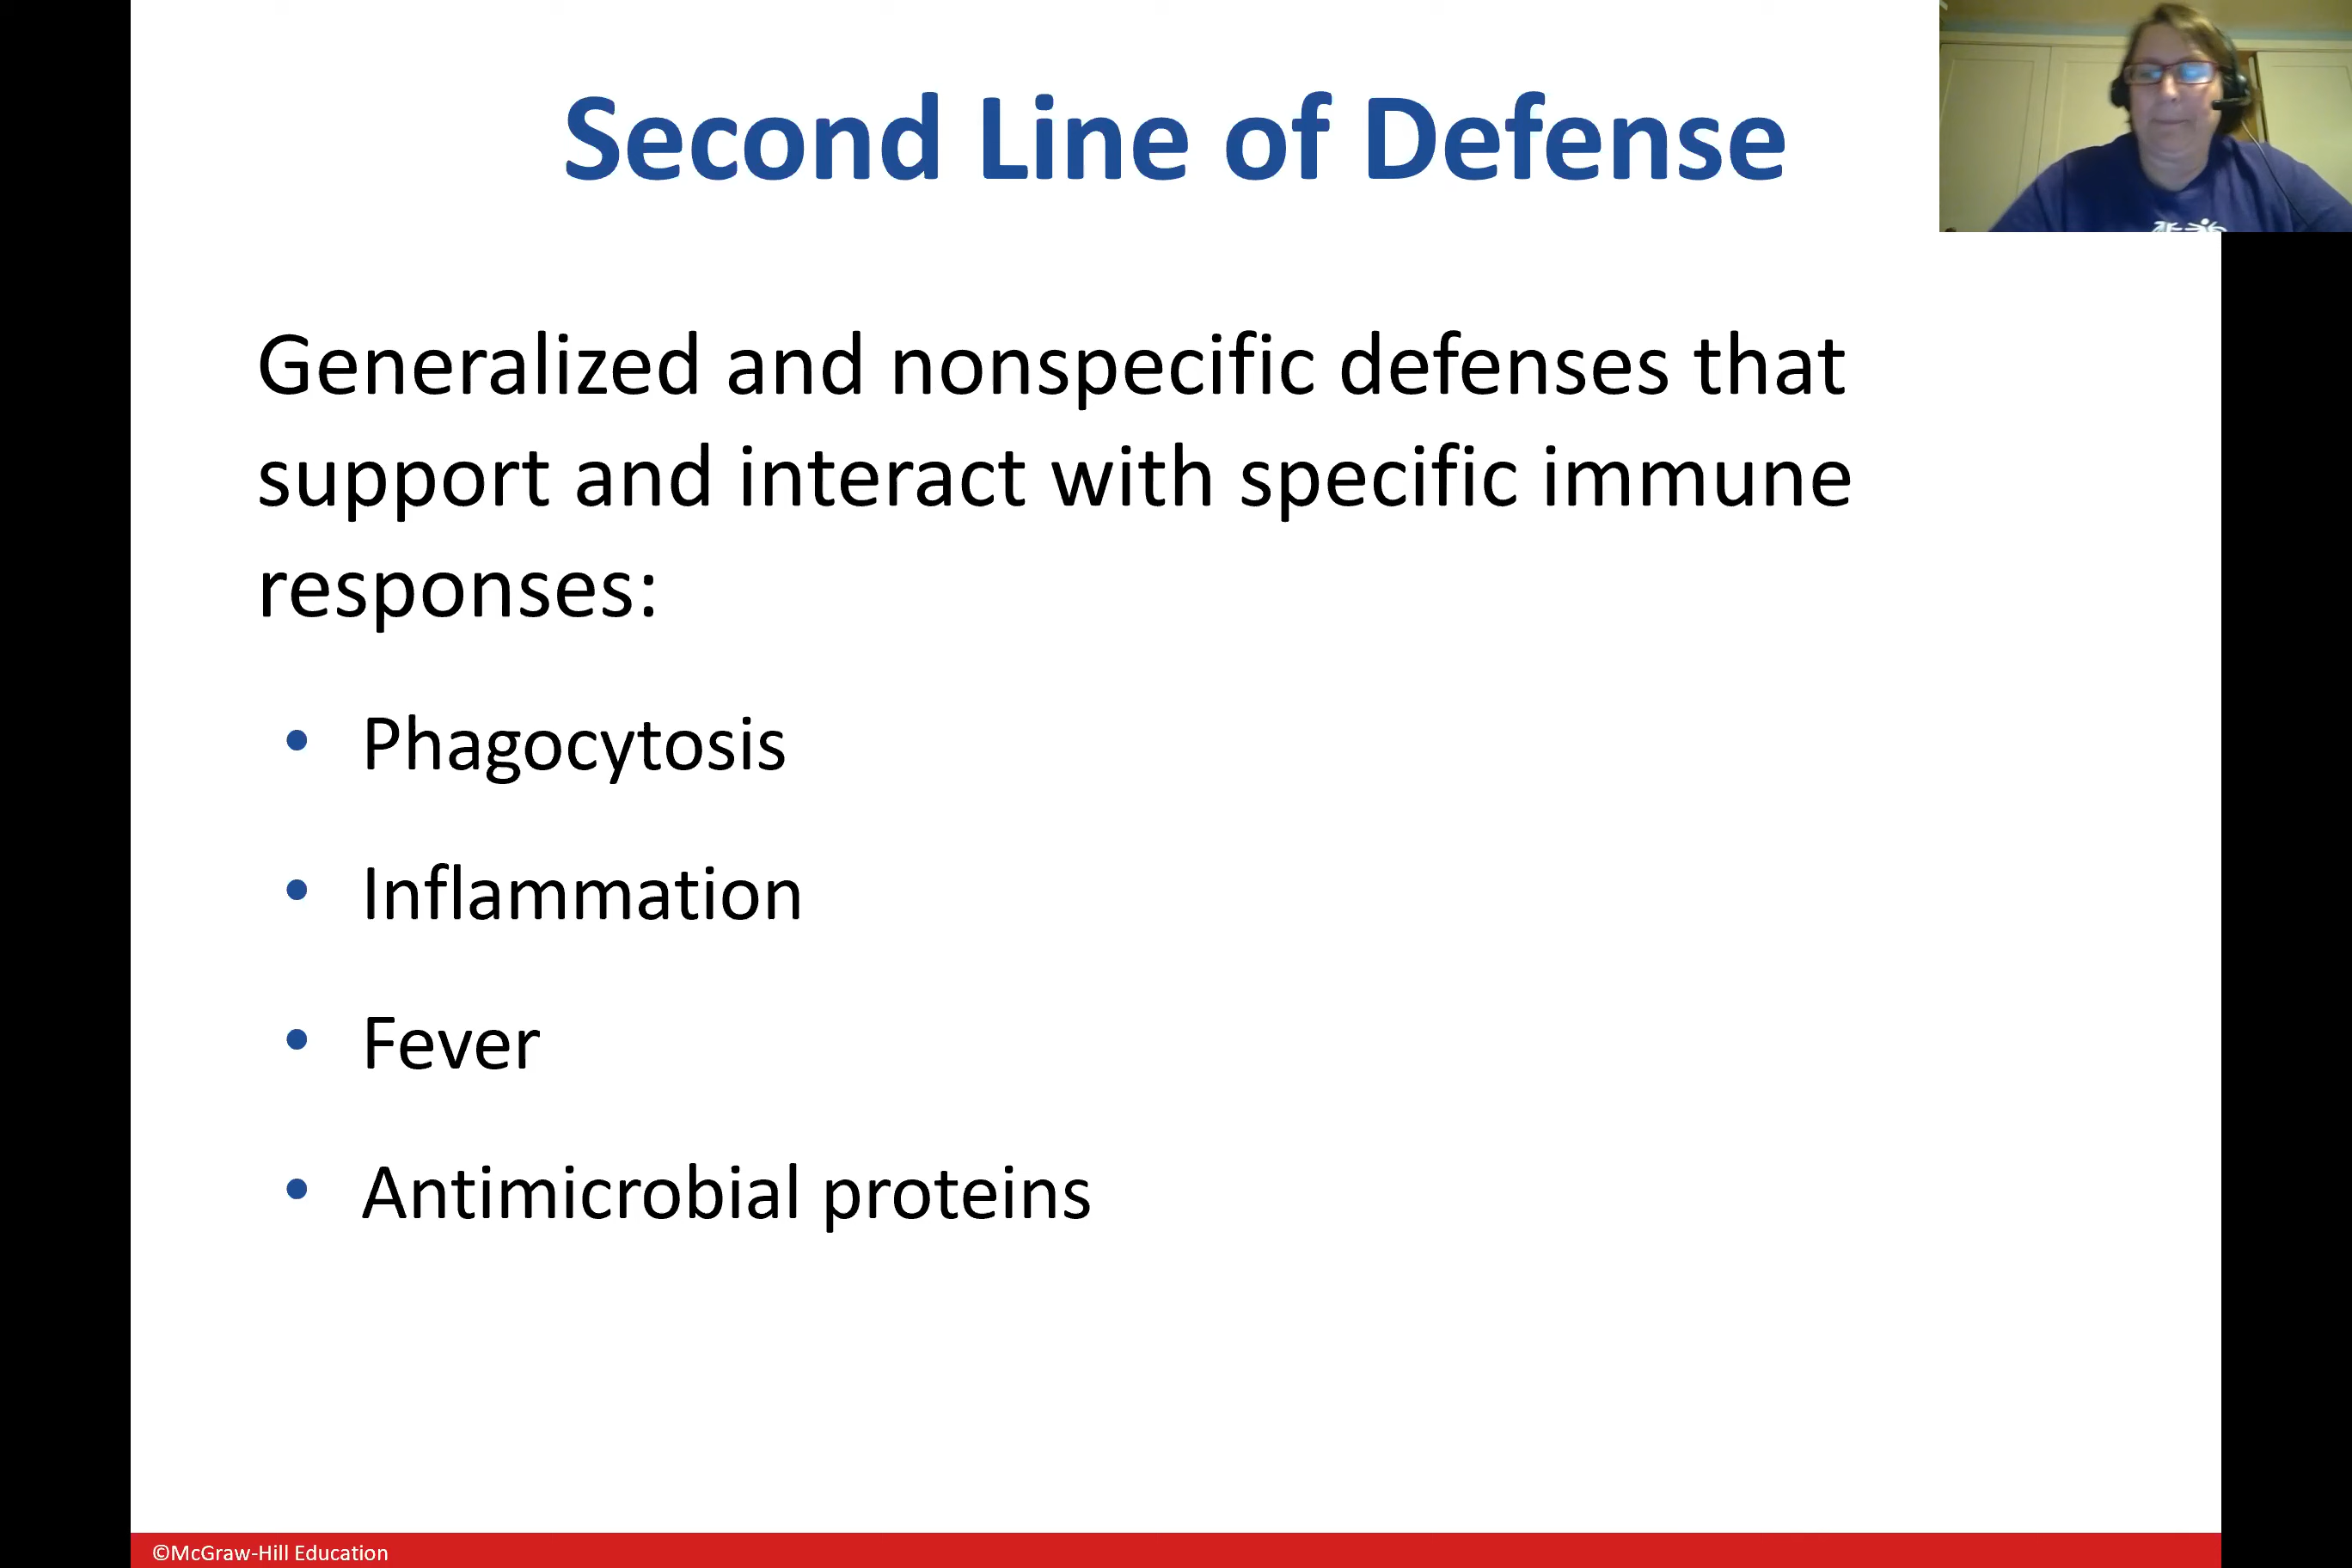 Second Line of Defense
Generalized and nonspecific defenses that
support and interact with specific immune
responses:
• Phagocytosis
• Inflammation
• Fever
• Antimicrobial proteins
©McGraw-Hill Education